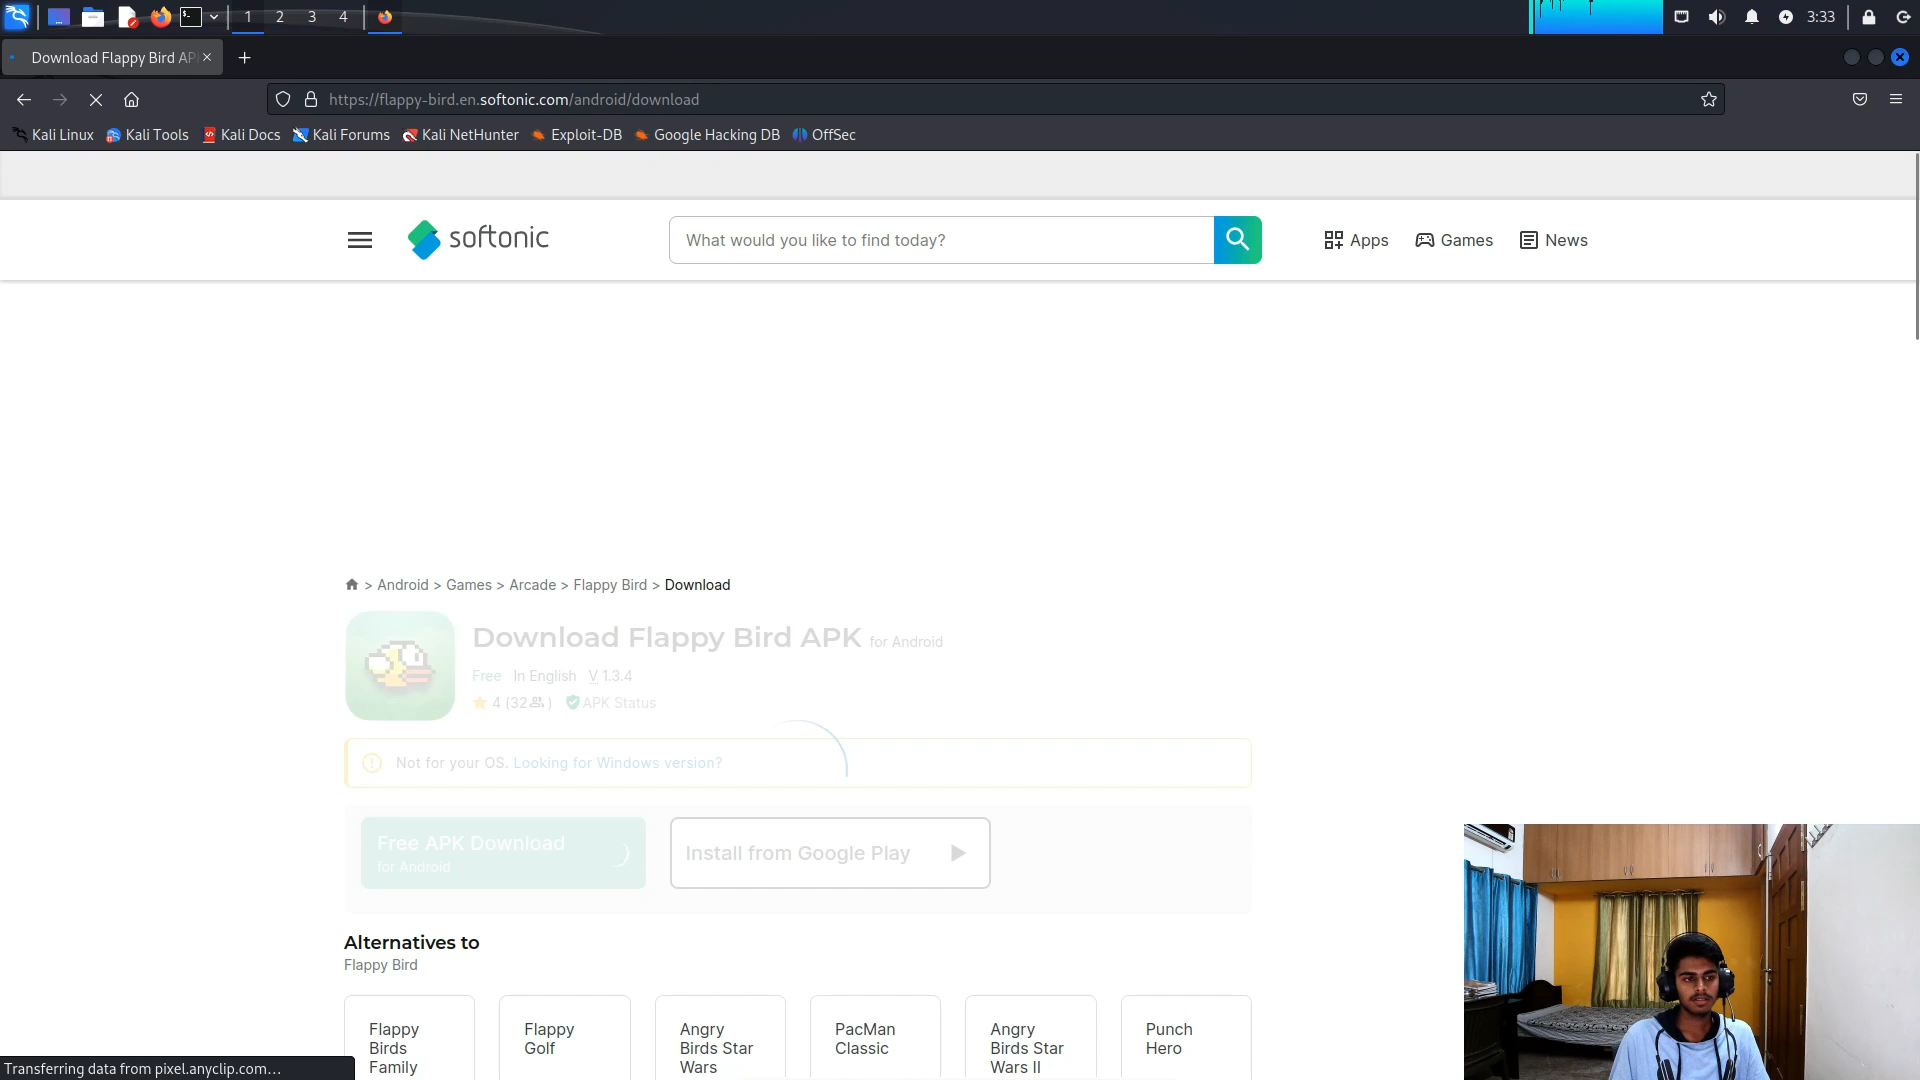 1 2 3 4 3:33
Download Flappy Bird AP
https://flappy-bird.en.softonic.com/android/download
Kali Linux Kali Tools Kali Docs Kali Forums Kali NetHunter Exploit-DB Google Hacking DB OffSec
softonic What would you like to find today? Apps Games News
> Android > Games > Arcade > Flappy Bird > Download
Download Flappy Bird APK for Android
Free In English V 1.3.4
4 (32) APK Status
Not for your OS. Looking for Windows version?
Free APK Download
for Android
Install from Google Play
Alternatives to
Flappy Bird
Flappy
Birds
Family
Flappy
Golf
Angry
Birds Star
Wars
PacMan
Classic
Angry
Birds Star
Wars II
Punch
Hero
Transferring data from pixel.anyclip.com...